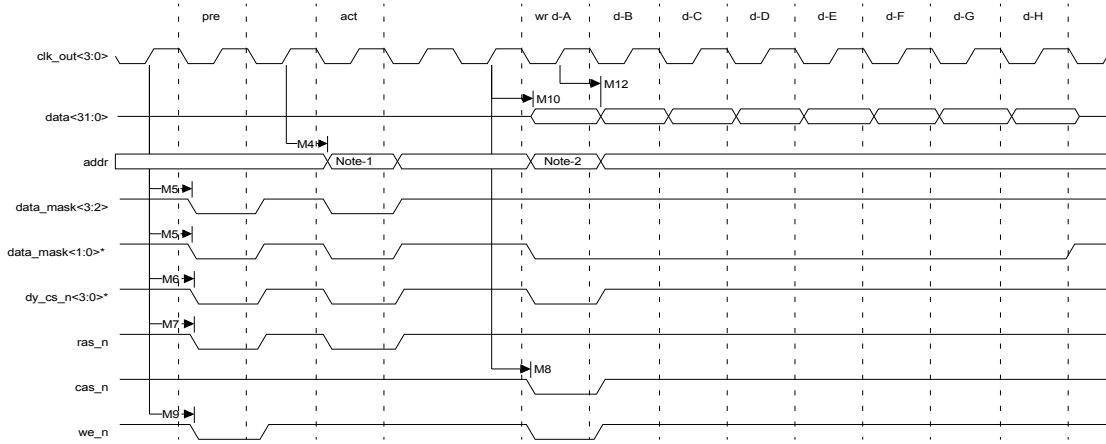 pre act wr d-A d-B d-C d-D d-E d-F d-G d-H
clk_out<3:0>
M12
M10
data<31:0>
M4
addr Note-1 Note-2
M5
data_mask<3:2>
M5
data_mask<1:0>*
M6
dy_cs_n<3:0>*
M7
ras_n
M8
cas_n
M9
we_n